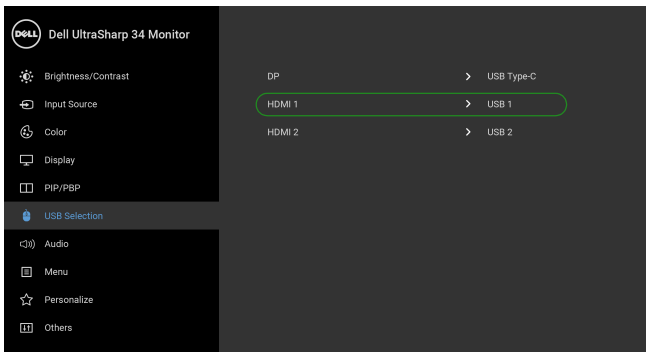 DELL Dell UltraSharp 34 Monitor
Brightness/Contrast
Input Source
Color
Display
PIP/PBP
USB Selection
Audio
Menu
Personalize
Others
DP > USB Type-C
HDMI 1 > USB 1
HDMI 2 > USB 2